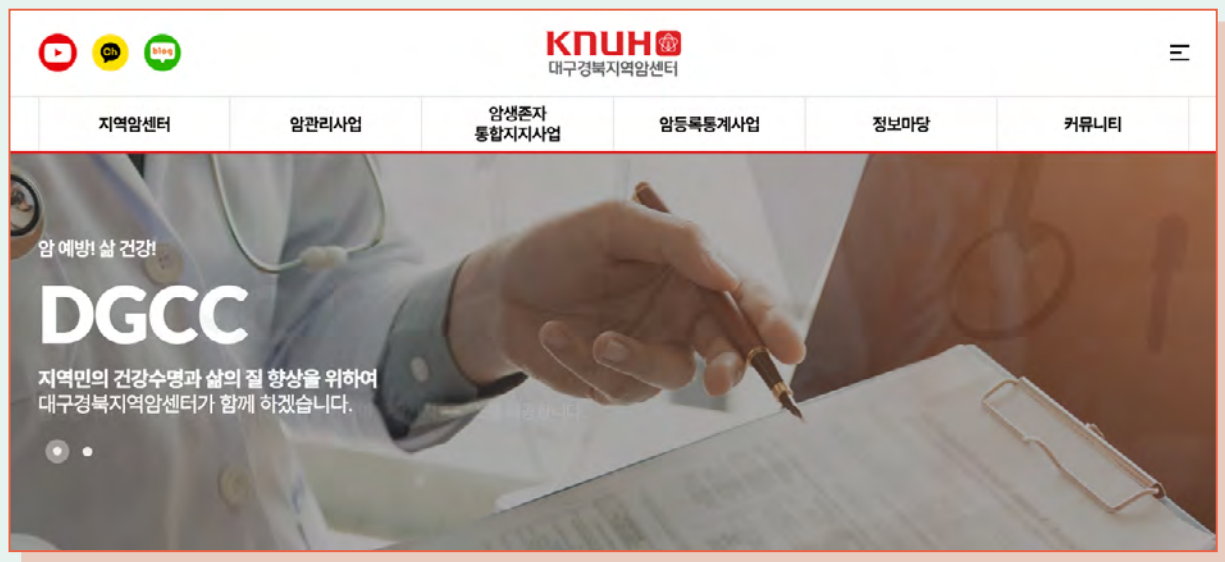 Ch
blog
KNUH
대구경북지역암센터
지역암센터
암관리사업
암생존자
통합지지사업
암등록통계사업
정보마당
커뮤니티
암 예방! 삶 건강!
DGCC
지역민의 건강수명과 삶의 질 향상을 위하여
대구경북지역암센터가 함께 하겠습니다.